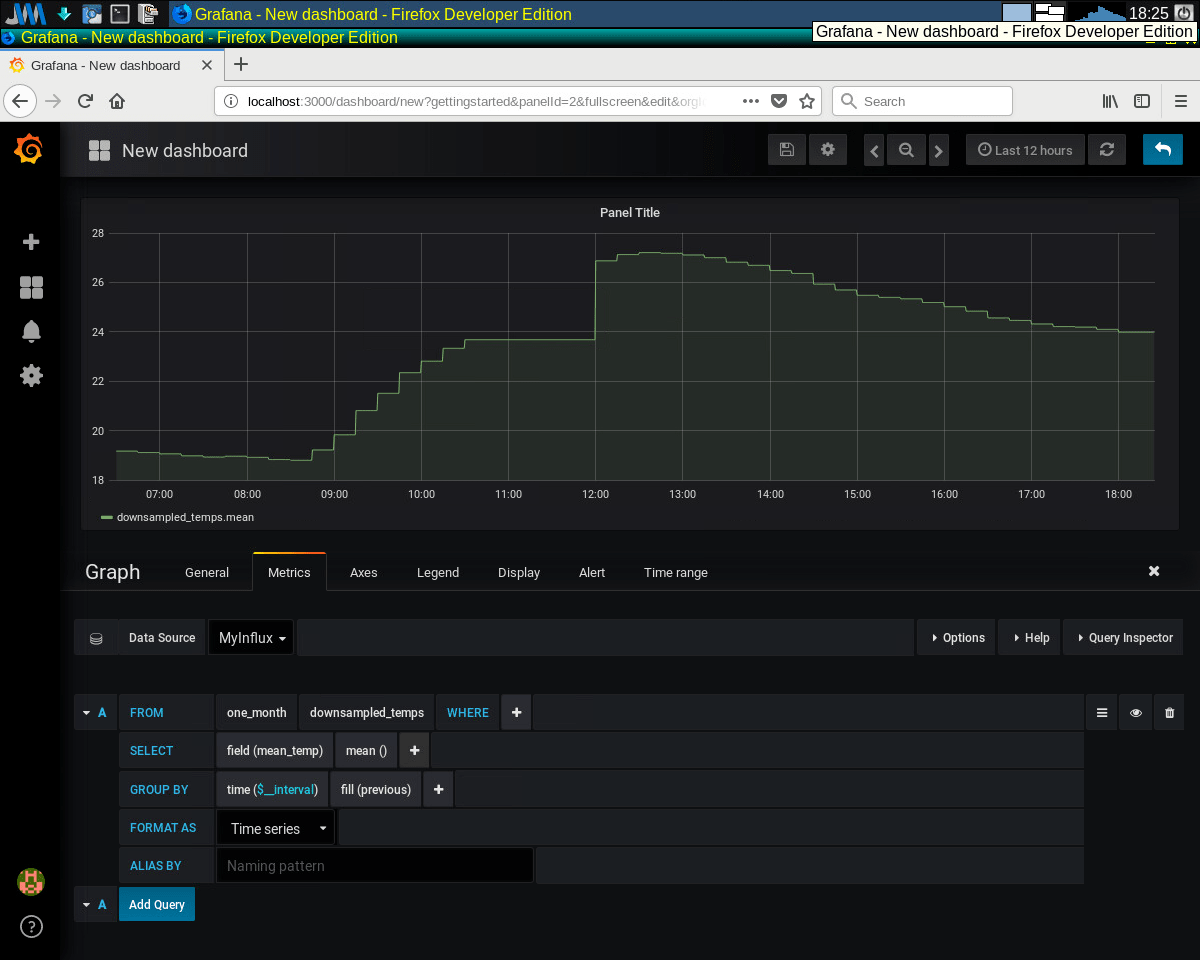 Grafana - New dashboard - Firefox Developer Edition
18:25
Grafana - New dashboard - Firefox Developer Edition
Grafana - New dashboard - Firefox Developer Edition
Grafana - New dashboard
localhost:3000/dashboard/new?gettingstarted&panelId=2&fullscreen&edit&orgI
Search
New dashboard
Last 12 hours
Panel Title
28
26
24
22
20
18
07:00 08:00 09:00 10:00 11:00 12:00 13:00 14:00 15:00 16:00 17:00 18:00
downsampled_temps.mean
Graph General Metrics Axes Legend Display Alert Time range
Data Source MyInflux Options Help Query Inspector
A FROM one_month downsampled_temps WHERE
SELECT field (mean_temp) mean ()
GROUP BY time ($__interval) fill (previous)
FORMAT AS Time series
ALIAS BY Naming pattern
A Add Query